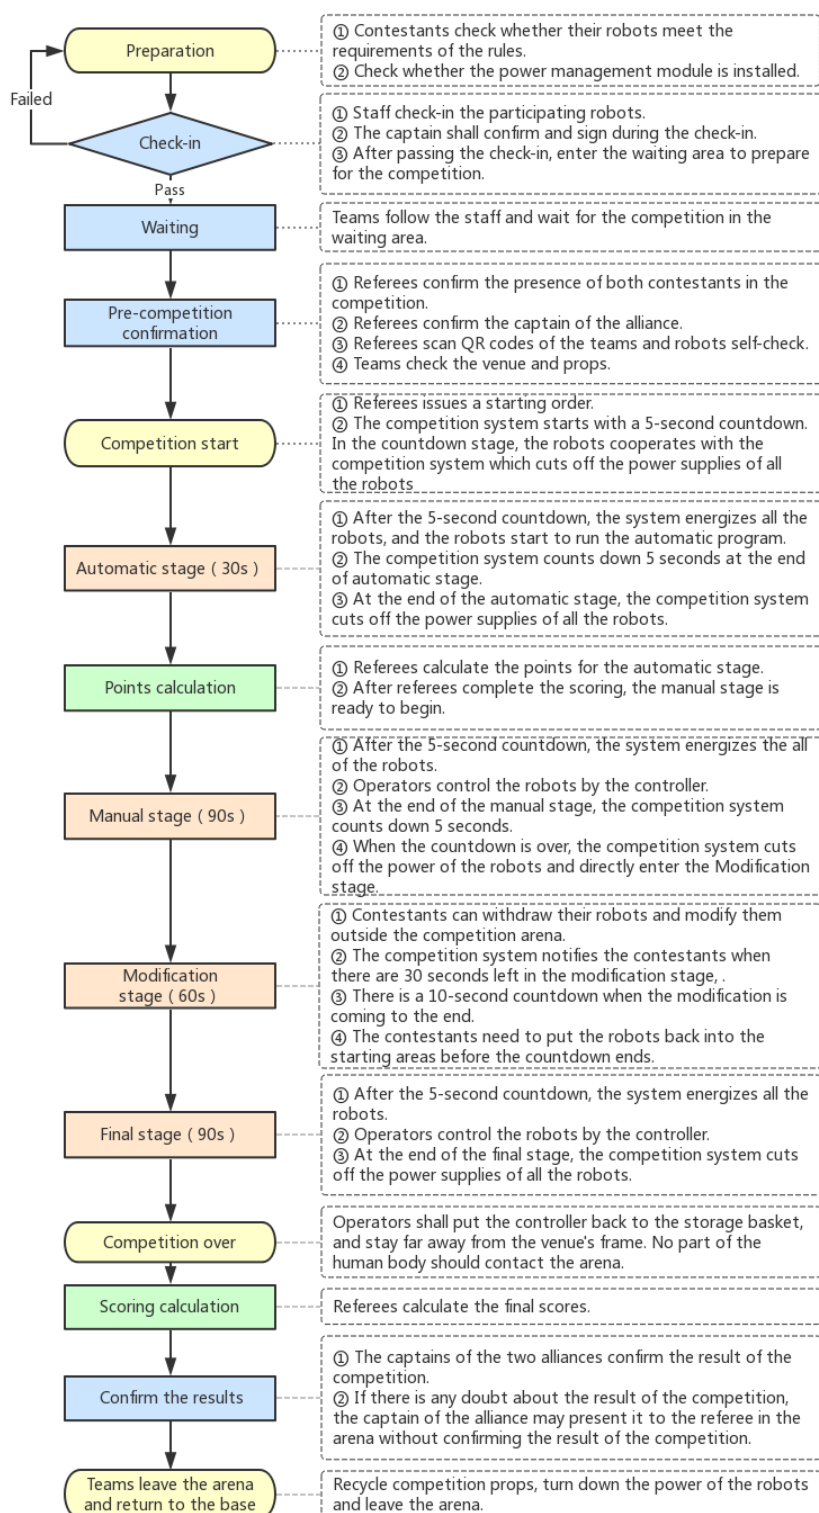 Preparation
① Contestants check whether their robots meet the
requirements of the rules.
② Check whether the power management module is installed.
Failed
Check-in
① Staff check-in the participating robots.
② The captain shall confirm and sign during the check-in.
③ After passing the check-in, enter the waiting area to prepare
for the competition.
Pass
Waiting
Teams follow the staff and wait for the competition in the
waiting area.
Pre-competition
confirmation
① Referees confirm the presence of both contestants in the
competition.
② Referees confirm the captain of the alliance.
③ Referees scan QR codes of the teams and robots self-check.
④ Teams check the venue and props.
Competition start
① Referees issues a starting order.
② The competition system starts with a 5-second countdown.
In the countdown stage, the robots cooperates with the
competition system which cuts off the power supplies of all
the robots
Automatic stage ( 30s )
① After the 5-second countdown, the system energizes all the
robots, and the robots start to run the automatic program.
② The competition system counts down 5 seconds at the end
of automatic stage.
③ At the end of the automatic stage, the competition system
cuts off the power supplies of all the robots.
Points calculation
① Referees calculate the points for the automatic stage.
② After referees complete the scoring, the manual stage is
ready to begin.
Manual stage ( 90s )
① After the 5-second countdown, the system energizes the all
of the robots.
② Operators control the robots by the controller.
③ At the end of the manual stage, the competition system
counts down 5 seconds.
④ When the countdown is over, the competition system cuts
off the power of the robots and directly enter the Modification
stage.
Modification
stage ( 60s )
① Contestants can withdraw their robots and modify them
outside the competition arena.
② The competition system notifies the contestants when
there are 30 seconds left in the modification stage, .
③ There is a 10-second countdown when the modification is
coming to the end.
④ The contestants need to put the robots back into the
starting areas before the countdown ends.
Final stage ( 90s )
① After the 5-second countdown, the system energizes all the
robots.
② Operators control the robots by the controller.
③ At the end of the final stage, the competition system cuts
off the power supplies of all the robots.
Competition over
Operators shall put the controller back to the storage basket,
and stay far away from the venue's frame. No part of the
human body should contact the arena.
Scoring calculation
Referees calculate the final scores.
Confirm the results
① The captains of the two alliances confirm the result of the
competition.
② If there is any doubt about the result of the competition,
the captain of the alliance may present it to the referee in the
arena without confirming the result of the competition.
Teams leave the arena
and return to the base
Recycle competition props, turn down the power of the robots
and leave the arena.